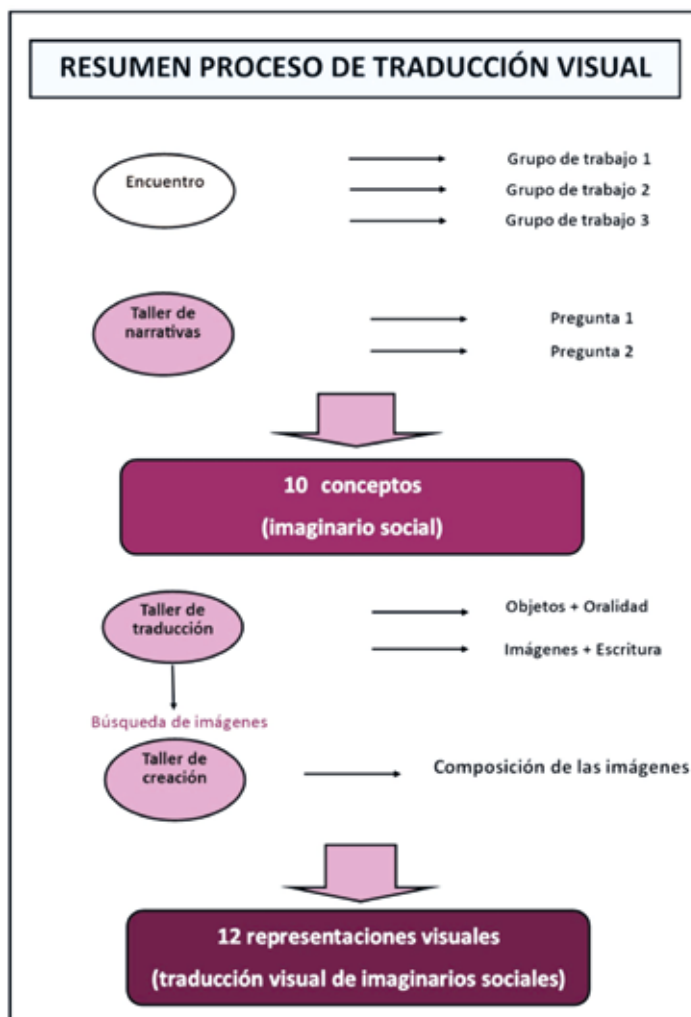 RESUMEN PROCESO DE TRADUCCIÓN VISUAL
Encuentro
Grupo de trabajo 1
Grupo de trabajo 2
Grupo de trabajo 3
Taller de
narrativas
Pregunta 1
Pregunta 2
10 conceptos
(imaginario social)
Taller de
traducción
Objetos + Oralidad
Imágenes + Escritura
Búsqueda de imágenes
Taller de
creación
Composición de las imágenes
12 representaciones visuales
(traducción visual de imaginarios sociales)